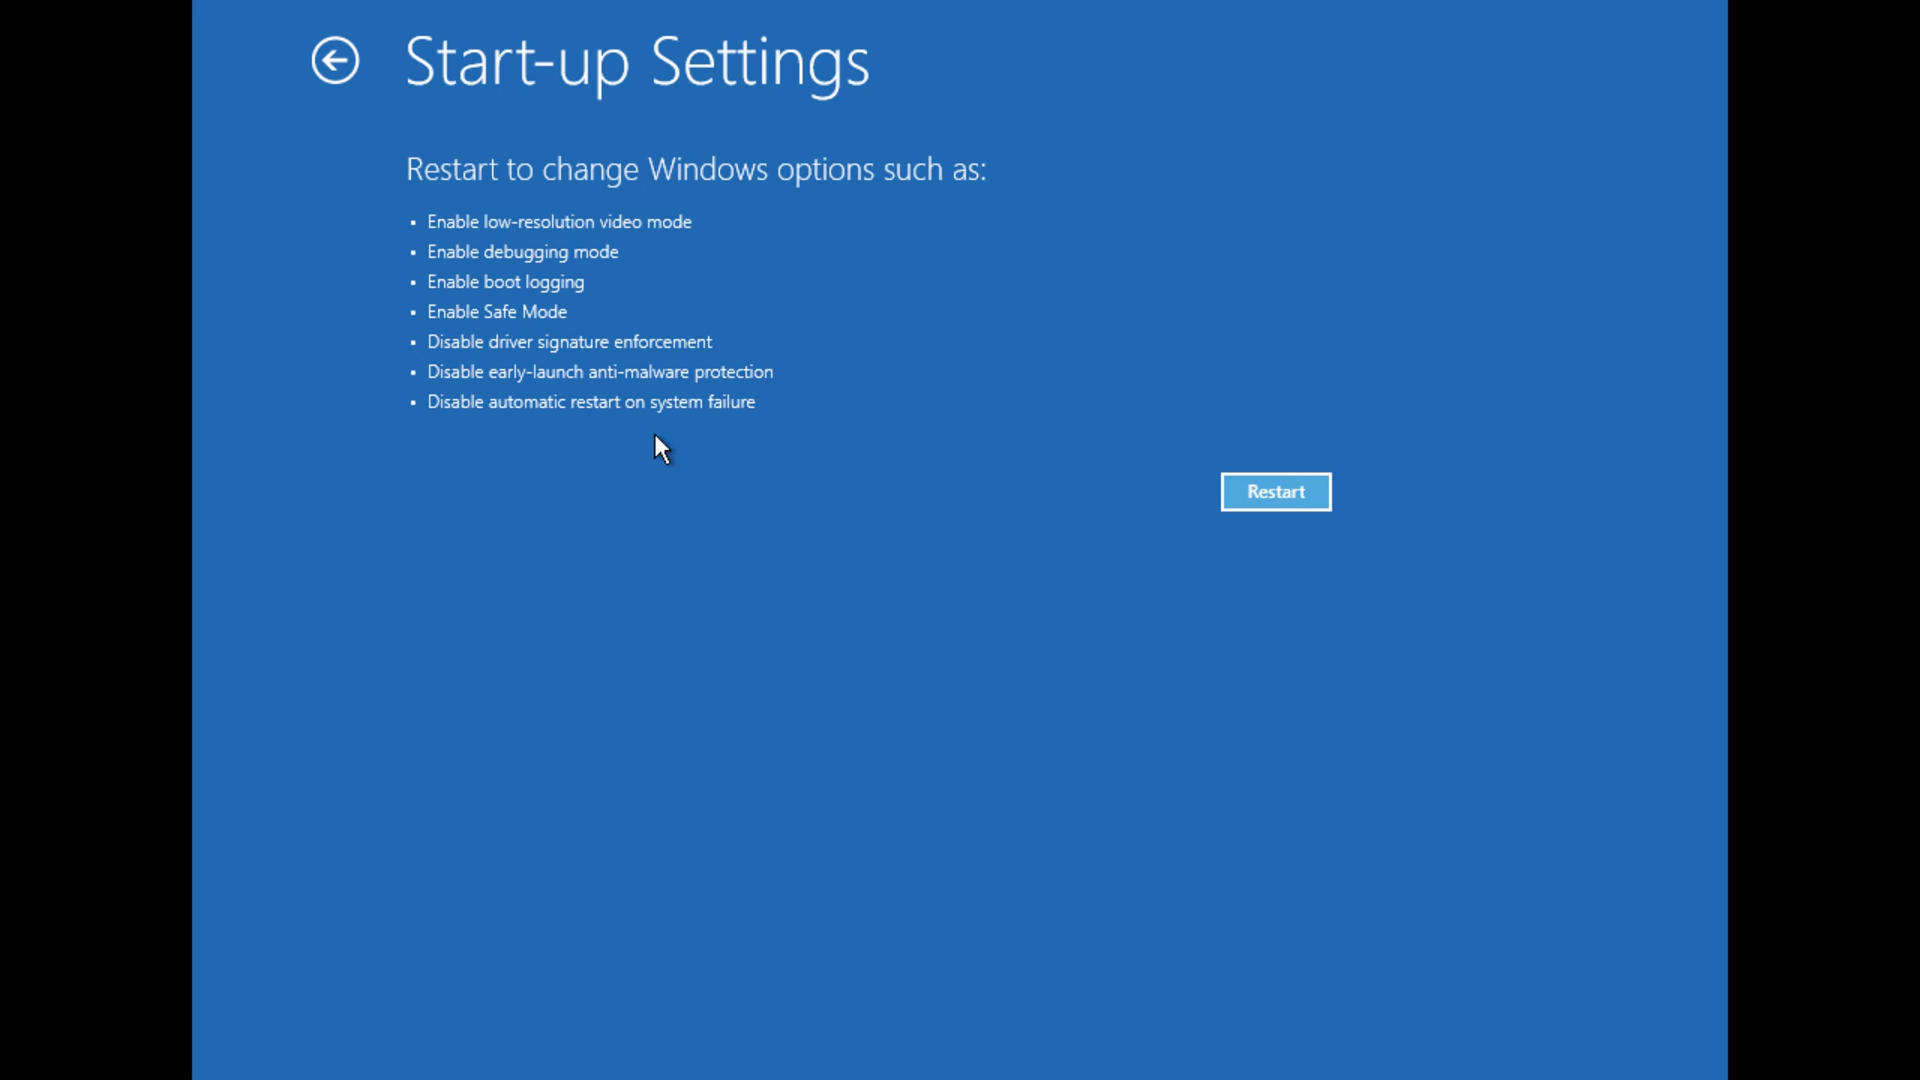 Start-up Settings
Restart to change Windows options such as:
Enable low-resolution video mode
Enable debugging mode
Enable boot logging
Enable Safe Mode
Disable driver signature enforcement
Disable early-launch anti-malware protection
Disable automatic restart on system failure
Restart